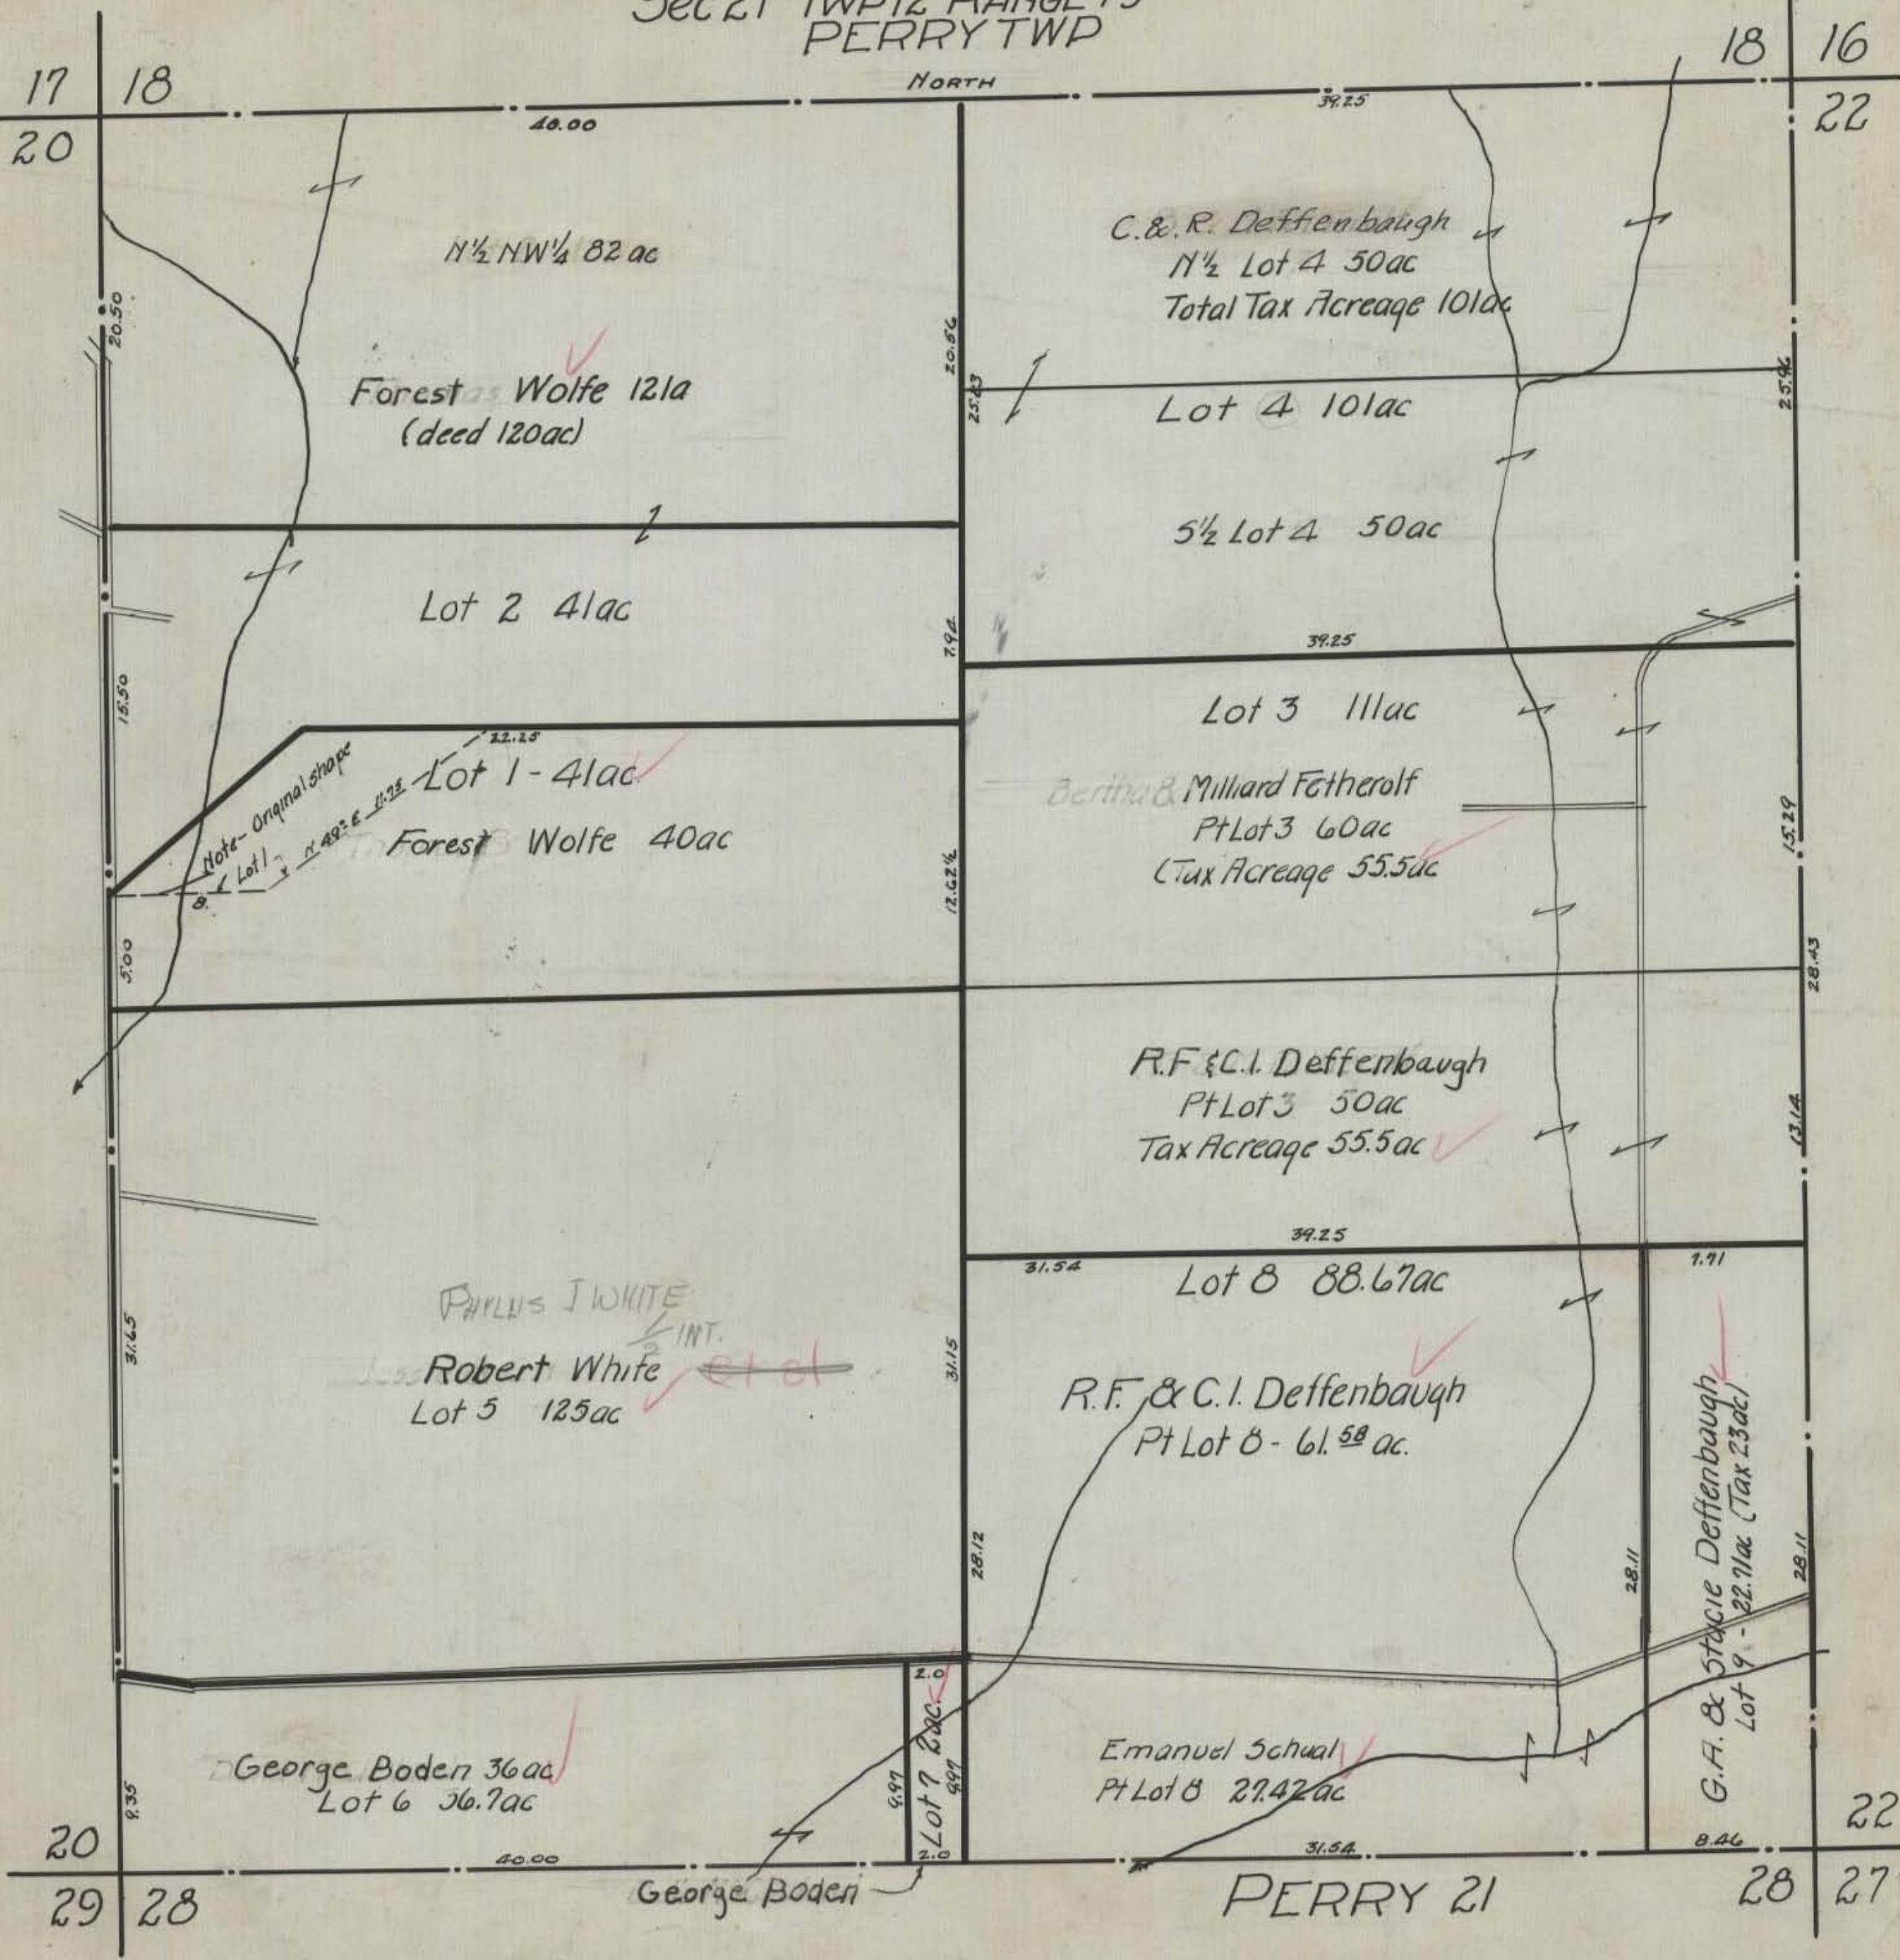 Sec 21 TWP 12 RANGE 19
PERRY TWP
17
18
18
16
20
22
NORTH
40.00
39.25
N½ NW¼ 82 ac
20.50
20.56
Forest Wolfe 121a
(deed 120ac)
C. & R. Deffenbaugh
N½ Lot 4 50ac
Total Tax Acreage 101ac
25.96
Lot 4 101ac
S½ Lot 4 50ac
Lot 2 41ac
7.94
39.25
15.50
22.25
Lot 1 - 41ac
Note - Original shape
Lot 1
11.75
8.
Forest Wolfe 40ac
12.62½
5.00
Lot 3 111ac
Bertha & Milliard Fetherolf
Pt Lot 3 60ac
(Tax Acreage 55.5ac
15.29
28.43
R.F & C.I. Deffenbaugh
Pt Lot 3 50ac
Tax Acreage 55.5ac
13.14
39.25
31.54
7.71
Lot 8 88.67ac
PHYLLIS J WHITE
½ INT.
Robert White et al
Lot 5 125ac
31.65
31.15
R.F. & C.I. Deffenbaugh
Pt Lot 8 - 61.58 ac.
28.12
28.11
28.11
G.A. & Stacie Deffenbaugh
Lot 9 - 22.71ac (Tax 23ac)
George Boden 36ac
Lot 6 36.7ac
9.35
2.0
Lot 7 2ac.
9.97
9.97
2.0
Emanuel Schual
Pt Lot 8 27.42ac
40.00
31.54
8.46
20
22
29
28
George Boden
PERRY 21
28
27